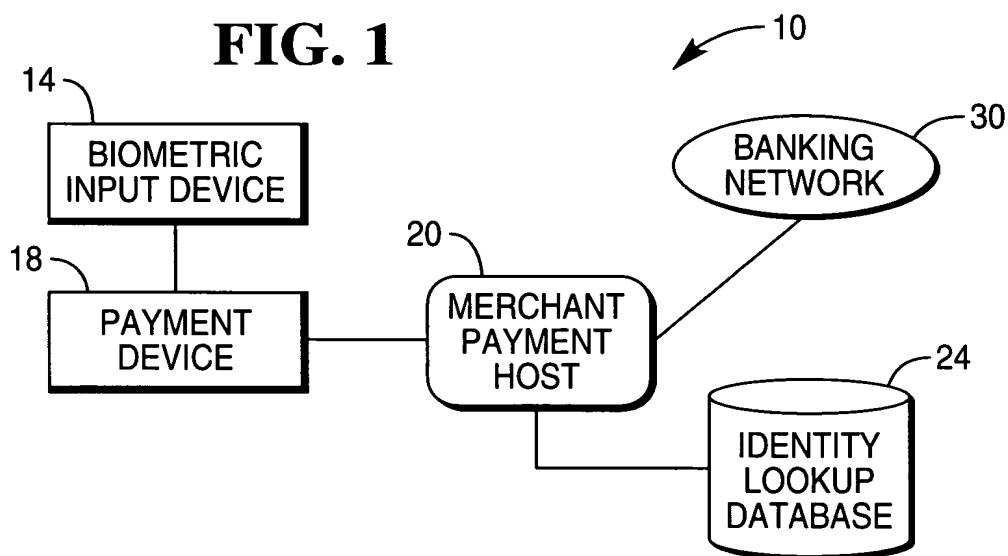 FIG. 1
10
14
BIOMETRIC
INPUT DEVICE
30
BANKING
NETWORK
18
PAYMENT
DEVICE
20
MERCHANT
PAYMENT
HOST
24
IDENTITY
LOOKUP
DATABASE